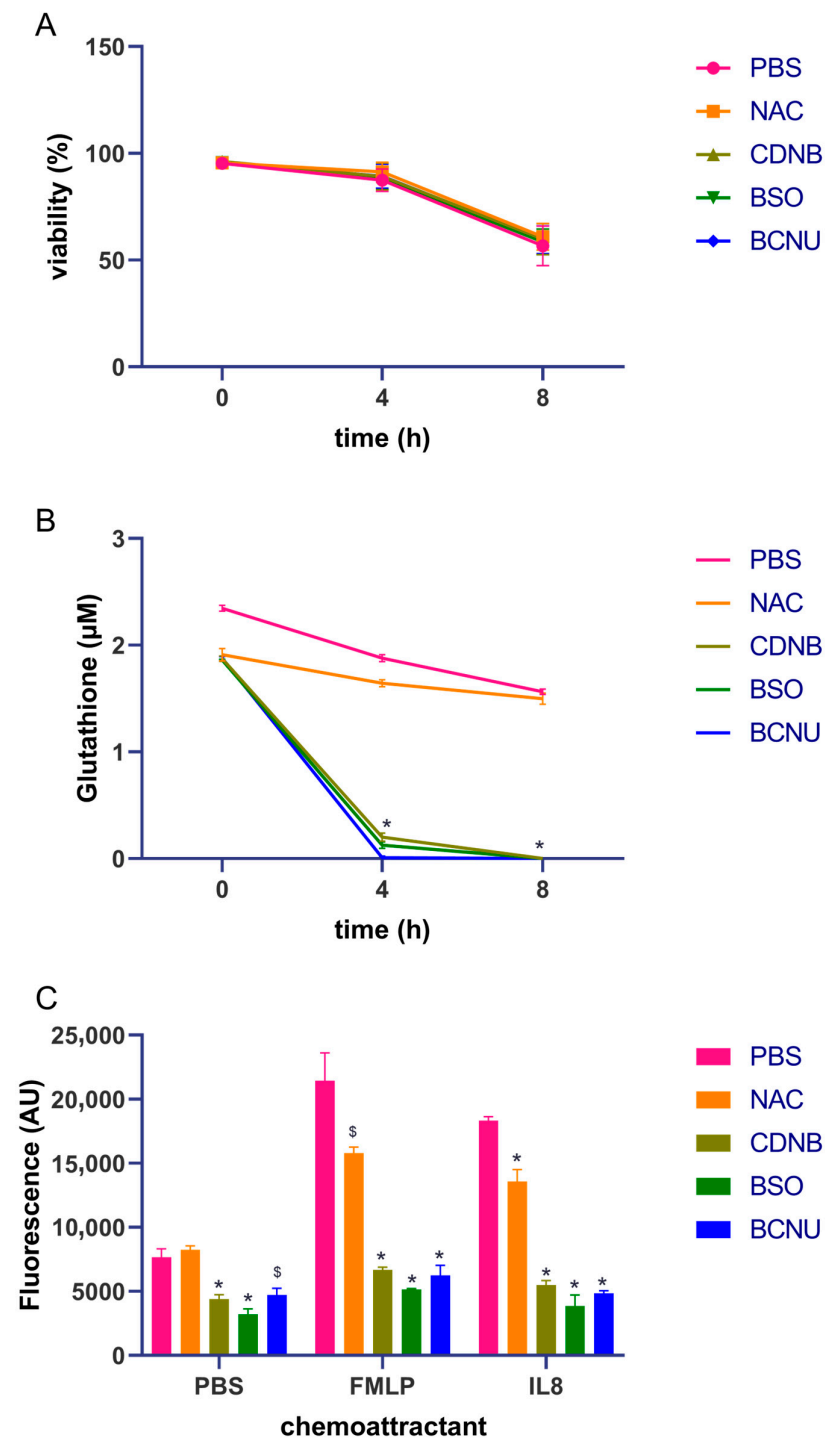 A
150
100
50
0
viability (%)
0 4 8
time (h)
PBS
NAC
CDNB
BSO
BCNU
B
3
2
1
0
Glutathione (µM)
* *
0 4 8
time (h)
PBS
NAC
CDNB
BSO
BCNU
C
25,000
20,000
15,000
10,000
5000
0
Fluorescence (AU)
* * $ $ * * * * * * *
PBS FMLP IL8
chemoattractant
PBS
NAC
CDNB
BSO
BCNU